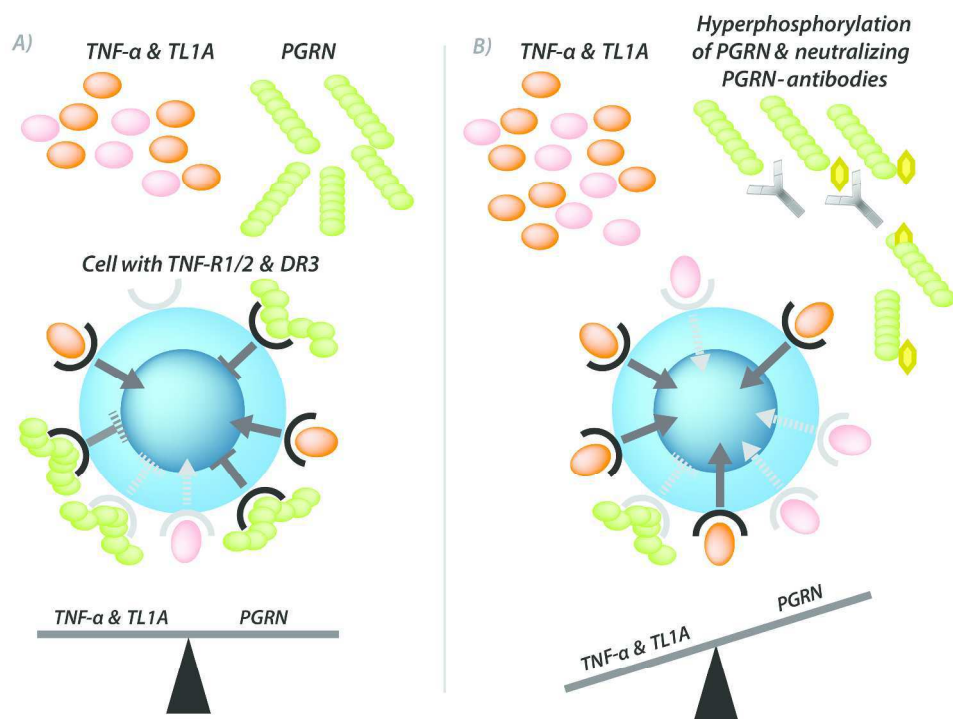 A)
TNF-α & TL1A
PGRN
Cell with TNF-R1/2 & DR3
TNF-α & TL1A
PGRN
B)
TNF-α & TL1A
Hyperphosphorylation
of PGRN & neutralizing
PGRN-antibodies
TNF-α & TL1A
PGRN